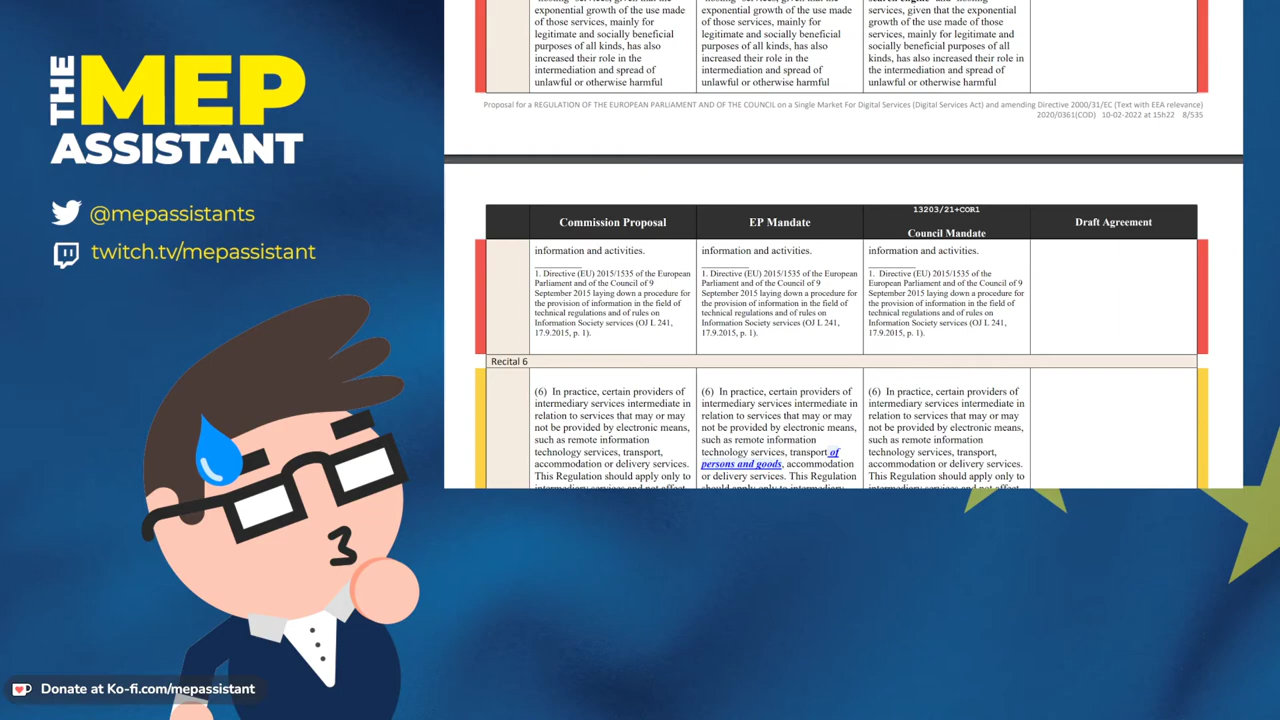 THE
MEP
ASSISTANT
@mepassistants
twitch.tv/mepassistant
Donate at Ko-fi.com/mepassistant
exponential growth of the use made
of those services, mainly for
legitimate and socially beneficial
purposes of all kinds, has also
increased their role in the
intermediation and spread of
unlawful or otherwise harmful
exponential growth of the use made
of those services, mainly for
legitimate and socially beneficial
purposes of all kinds, has also
increased their role in the
intermediation and spread of
unlawful or otherwise harmful
services, given that the exponential
growth of the use made of those
services, mainly for legitimate and
socially beneficial purposes of all
kinds, has also increased their role in
the intermediation and spread of
unlawful or otherwise harmful
Proposal for a REGULATION OF THE EUROPEAN PARLIAMENT AND OF THE COUNCIL on a Single Market For Digital Services (Digital Services Act) and amending Directive 2000/31/EC (Text with EEA relevance)
2020/0361(COD) 10-02-2022 at 15h22 8/535
Commission Proposal
EP Mandate
13203/21+COR1
Council Mandate
Draft Agreement
information and activities.
1. Directive (EU) 2015/1535 of the European
Parliament and of the Council of 9
September 2015 laying down a procedure for
the provision of information in the field of
technical regulations and of rules on
Information Society services (OJ L 241,
17.9.2015, p. 1).
information and activities.
1. Directive (EU) 2015/1535 of the European
Parliament and of the Council of 9
September 2015 laying down a procedure for
the provision of information in the field of
technical regulations and of rules on
Information Society services (OJ L 241,
17.9.2015, p. 1).
information and activities.
1. Directive (EU) 2015/1535 of the
European Parliament and of the Council of 9
September 2015 laying down a procedure for
the provision of information in the field of
technical regulations and of rules on
Information Society services (OJ L 241,
17.9.2015, p. 1).
Recital 6
(6) In practice, certain providers of
intermediary services intermediate in
relation to services that may or may
not be provided by electronic means,
such as remote information
technology services, transport,
accommodation or delivery services.
This Regulation should apply only to
(6) In practice, certain providers of
intermediary services intermediate in
relation to services that may or may
not be provided by electronic means,
such as remote information
technology services, transport of
persons and goods, accommodation
or delivery services. This Regulation
(6) In practice, certain providers of
intermediary services intermediate in
relation to services that may or may
not be provided by electronic means,
such as remote information
technology services, transport,
accommodation or delivery services.
This Regulation should apply only to